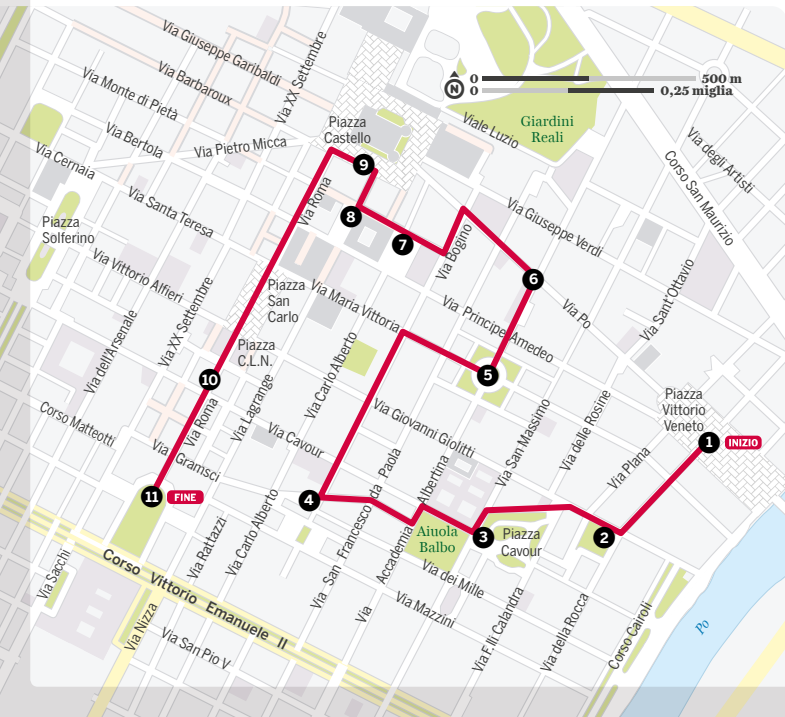 Via Giuseppe Garibaldi
Via XX Settembre
Via Barbaroux
Via Monte di Pietà
0 500 m
N 0 0,25 miglia
Giardini
Reali
Viale Luzio
Piazza
Castello
Via Bertola
Via Pietro Micca
Via Cernaia
Via degli Artisti
Corso San Maurizio
9
Via Roma
8
7
Via Santa Teresa
Piazza
Solferino
Via Bogino
Via Giuseppe Verdi
6
Via Vittorio Alfieri
Via XX Settembre
Piazza
San
Carlo
Via Maria Vittoria
Via Principe Amedeo
Via Po
Via Sant'Ottavio
Via dell'Arsenale
Piazza
C.L.N.
Via Carlo Alberto
5
10
Via Roma
Via Lagrange
Via Giovanni Giolitti
Via San Massimo
Via delle Rosine
Piazza
Vittorio
Veneto
1 INIZIO
Corso Matteotti
Via Gramsci
Via Cavour
Via Plana
11 FINE
4
Via San Francesco da Paola
Via Accademia Albertina
Aiuola
Balbo
3
Piazza
Cavour
2
Via Rattazzi
Via Carlo Alberto
Via dei Mille
Via Mazzini
Corso Vittorio Emanuele II
Via Sacchi
Via Nizza
Via San Pio V
Via F.lli Calandra
Via della Rocca
Corso Cairoli
Po